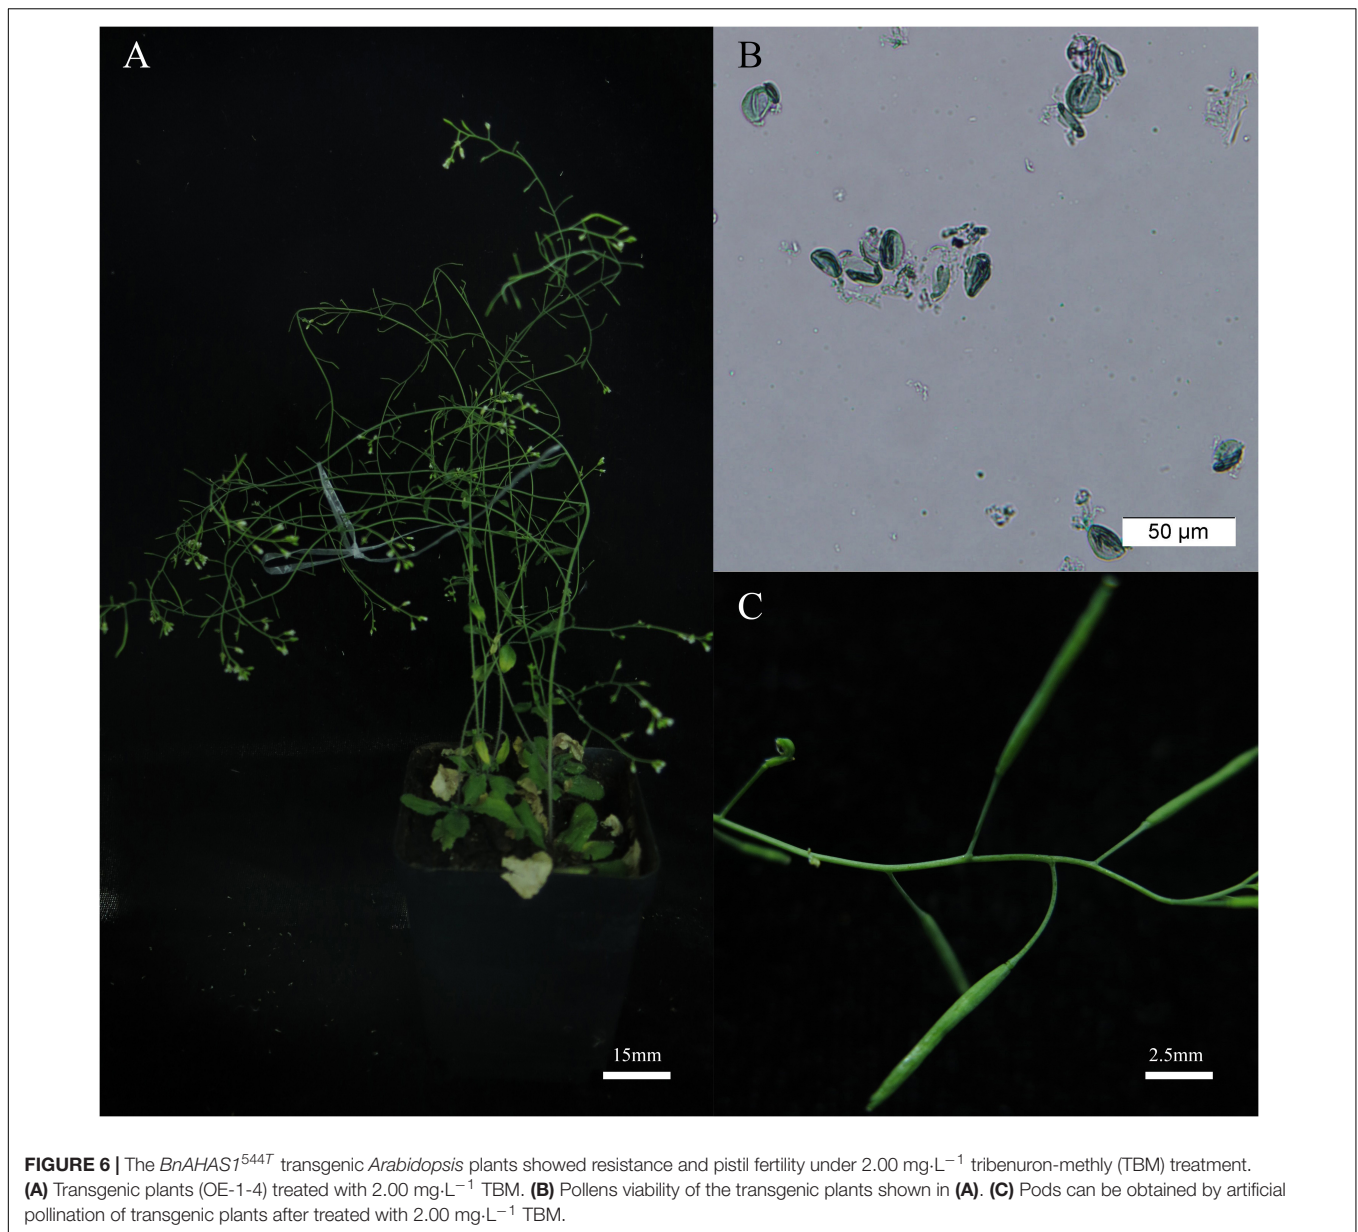 A
B
50 µm
C
15mm
2.5mm
FIGURE 6 | The BnAHAS1544T transgenic Arabidopsis plants showed resistance and pistil fertility under 2.00 mg·L−1 tribenuron-methly (TBM) treatment.
(A) Transgenic plants (OE-1-4) treated with 2.00 mg·L−1 TBM. (B) Pollens viability of the transgenic plants shown in (A). (C) Pods can be obtained by artificial
pollination of transgenic plants after treated with 2.00 mg·L−1 TBM.